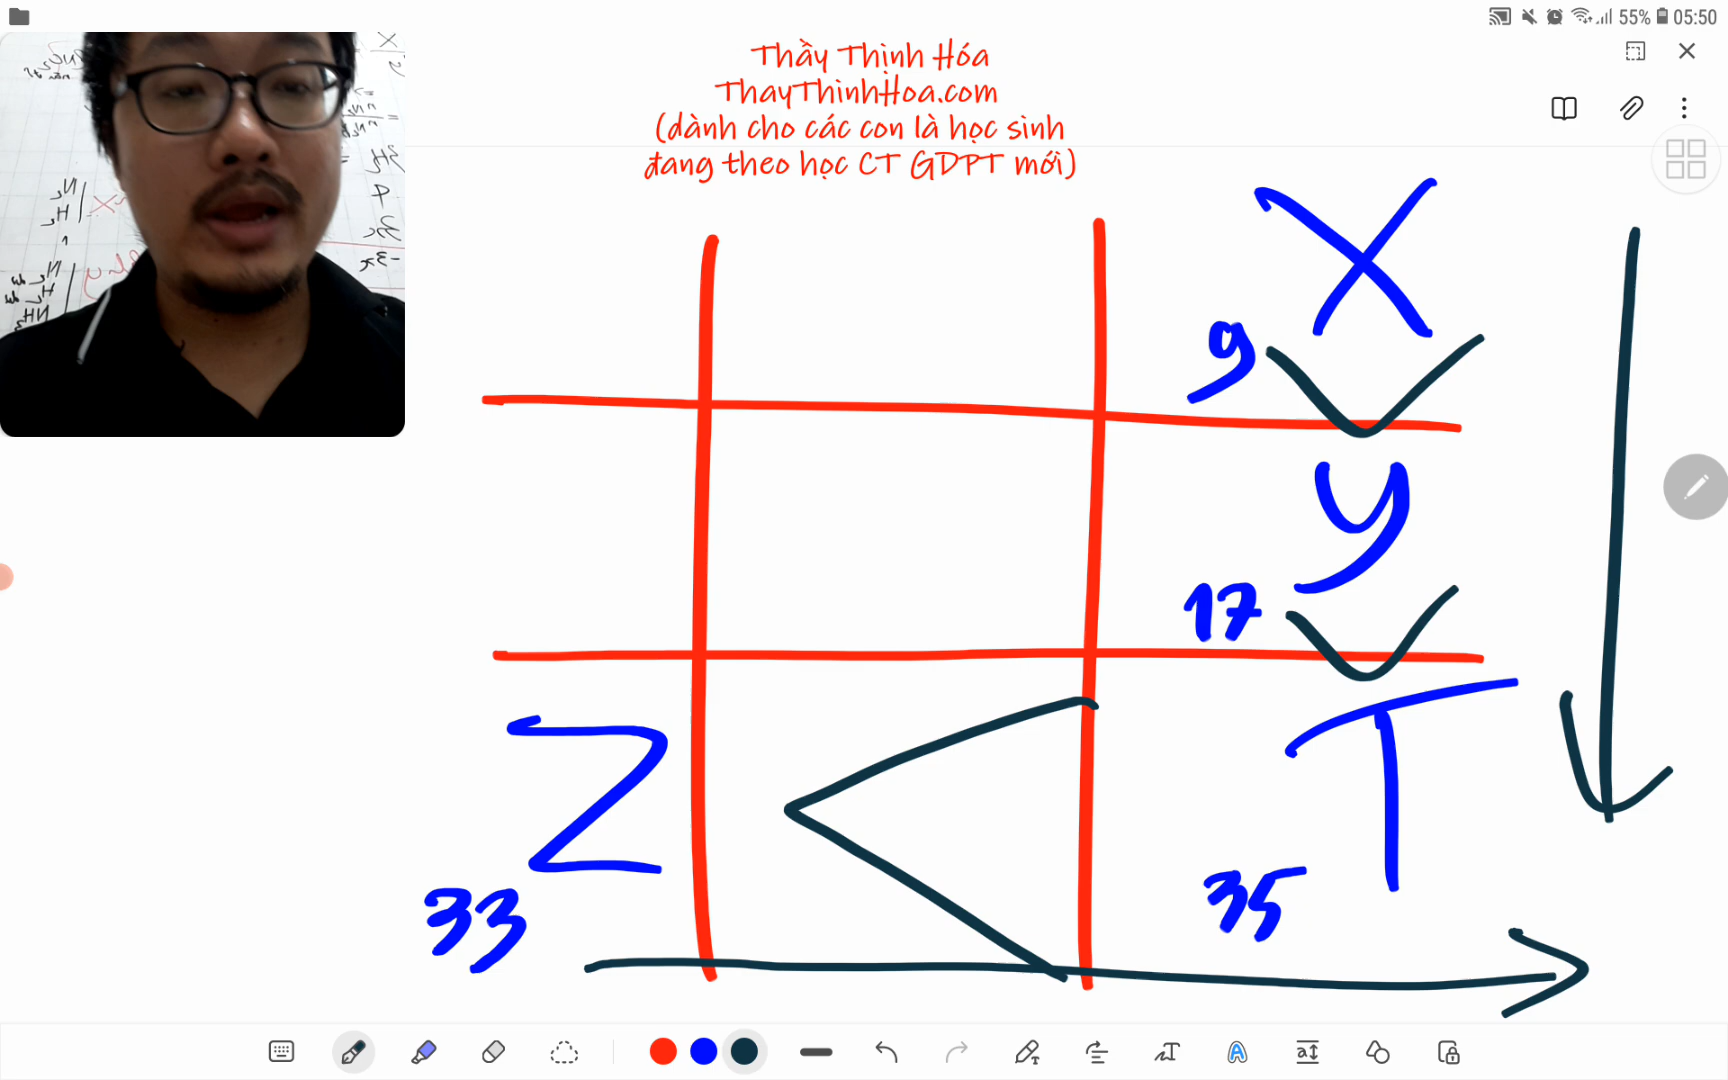 55% 05:50
Thầy Thịnh Hóa
ThayThinhHoa.com
(dành cho các con là học sinh
đang theo học CT GDPT mới)
X
9
Y
17
Z
T
33
35